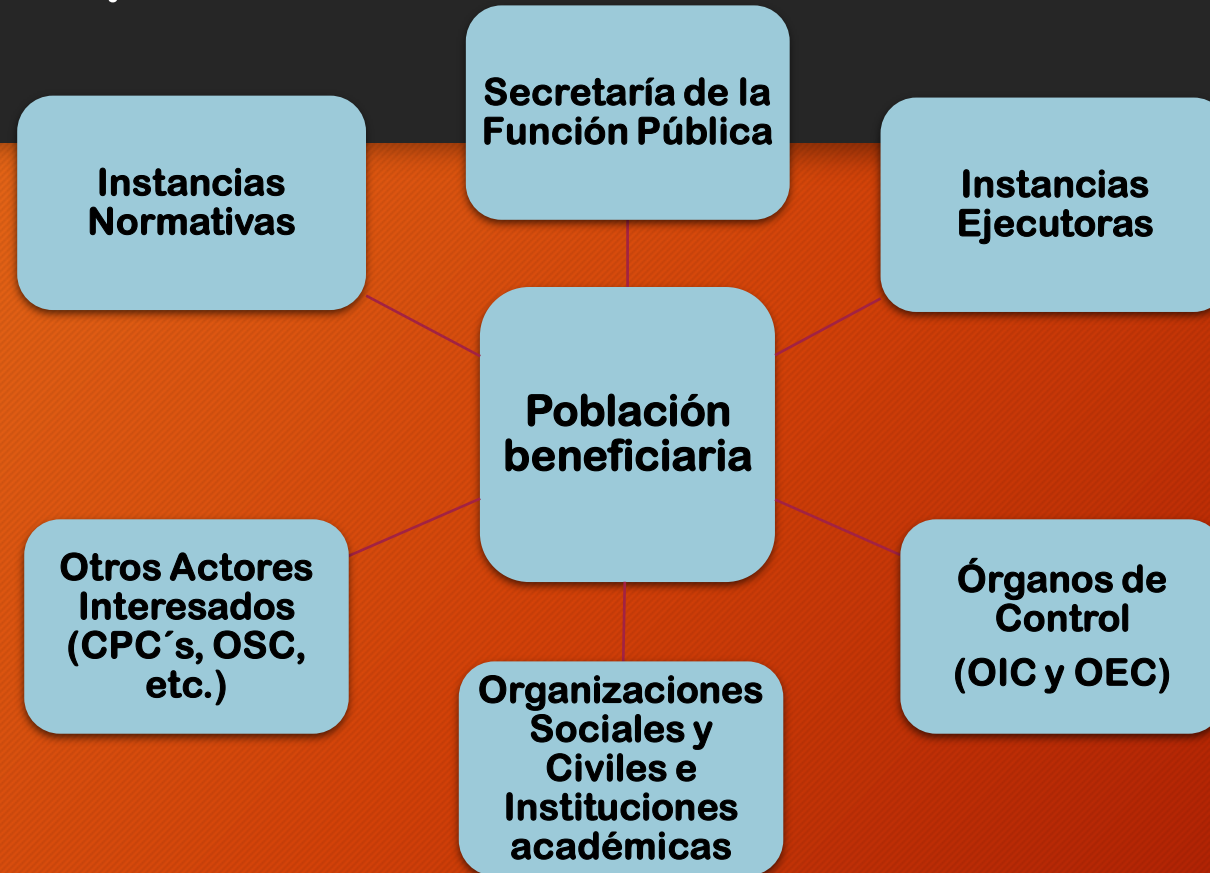 Secretaría de la
Función Pública
Instancias
Normativas
Instancias
Ejecutoras
Población
beneficiaria
Otros Actores
Interesados
(CPC´s, OSC,
etc.)
Órganos de
Control
(OIC y OEC)
Organizaciones
Sociales y
Civiles e
Instituciones
académicas